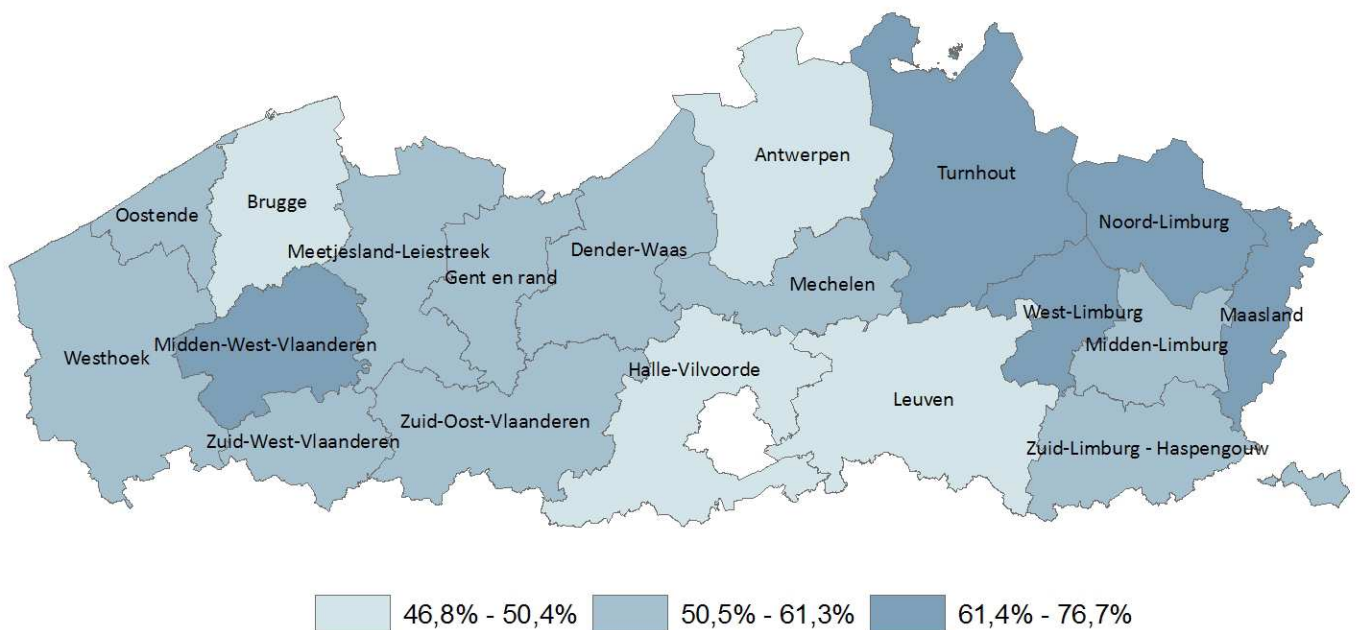 Antwerpen
Turnhout
Brugge
Oostende
Noord-Limburg
Meetjesland-Leiestreek
Dender-Waas
Gent en rand
Mechelen
West-Limburg
Maasland
Midden-West-Vlaanderen
Midden-Limburg
Westhoek
Halle-Vilvoorde
Leuven
Zuid-Oost-Vlaanderen
Zuid-West-Vlaanderen
Zuid-Limburg - Haspengouw
46,8% - 50,4% 50,5% - 61,3% 61,4% - 76,7%